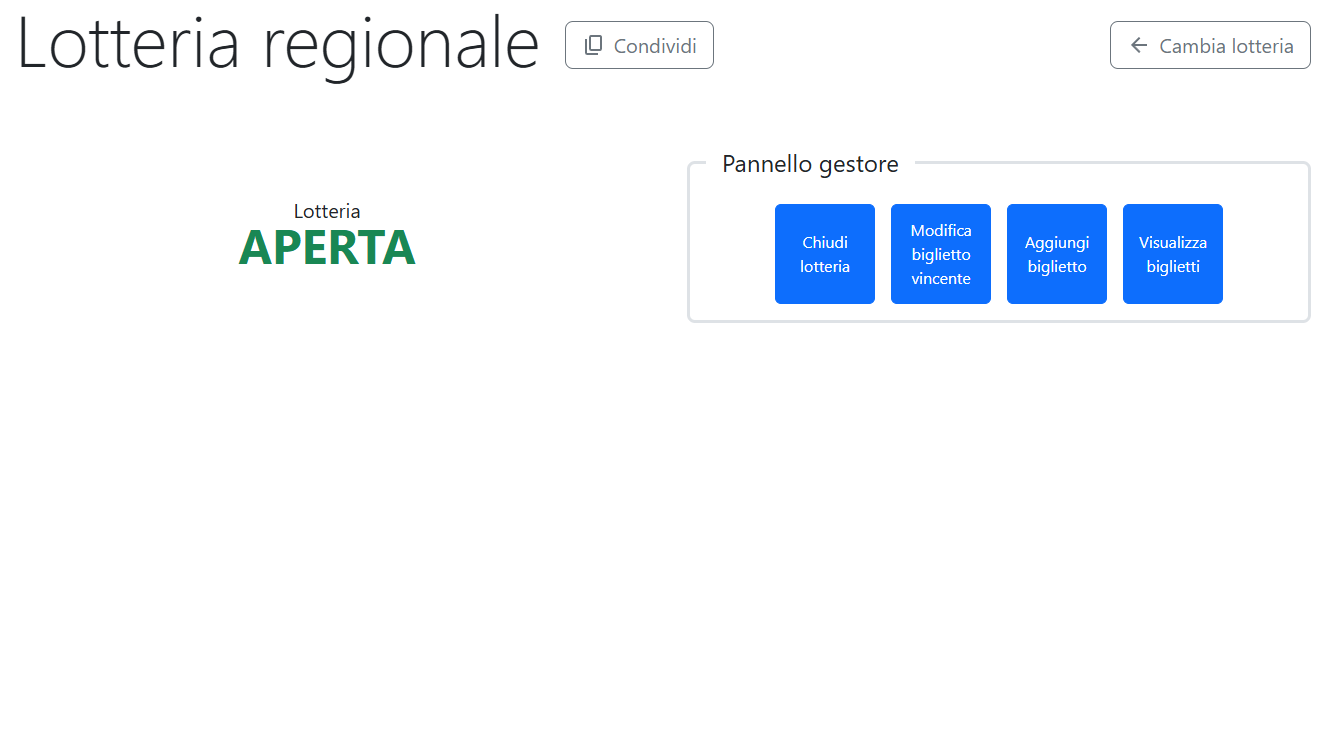 Lotteria regionale
Condividi
Cambia lotteria
Lotteria
APERTA
Pannello gestore
Chiudi
lotteria
Modifica
biglietto
vincente
Aggiungi
biglietto
Visualizza
biglietti